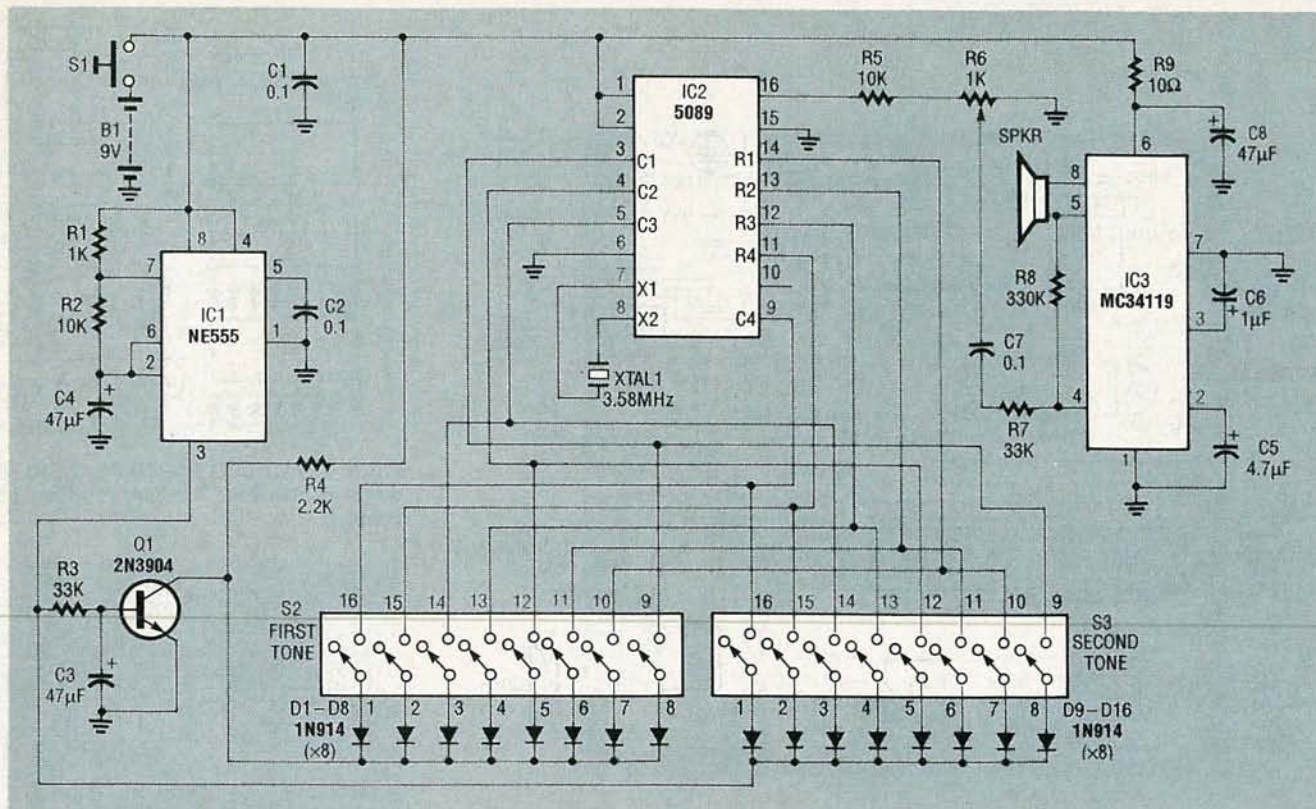 S1
B1
9V
C1
0.1
R1
1K
R2
10K
C4
47µF
+
8
4
7
5
6
1
2
3
IC1
NE555
C2
0.1
R4
2.2K
Q1
2N3904
R3
33K
C3
47µF
+
IC2
5089
1
2
3
4
5
6
7
8
C1
C2
C3
X1
X2
16
15
14
13
12
11
10
9
R1
R2
R3
R4
C4
XTAL1
3.58MHz
R5
10K
R6
1K
SPKR
R9
10Ω
C8
47µF
+
6
8
5
7
3
4
2
1
IC3
MC34119
R8
330K
C6
1µF
+
C7
0.1
R7
33K
C5
4.7µF
+
S2
FIRST
TONE
16 15 14 13 12 11 10 9
16 15 14 13 12 11 10 9
S3
SECOND
TONE
D1–D8
1N914
(×8)
1 2 3 4 5 6 7 8
1 2 3 4 5 6 7 8
D9–D16
1N914
(×8)